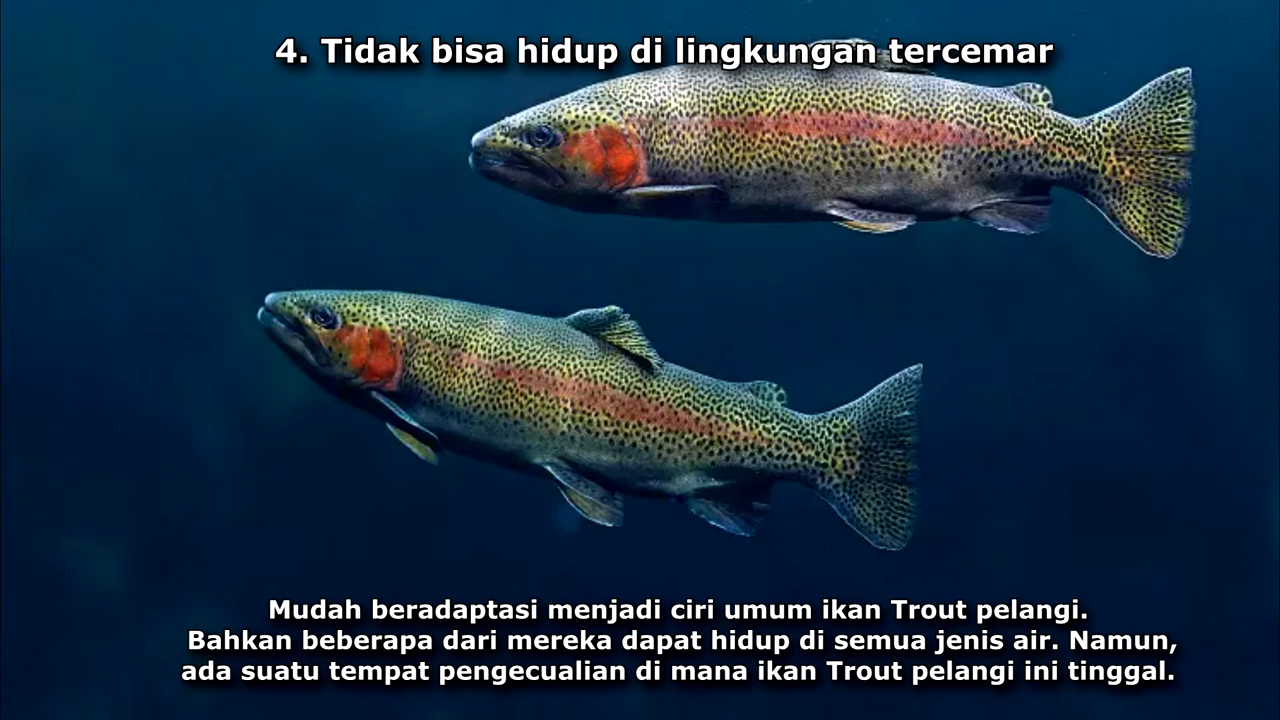 4. Tidak bisa hidup di lingkungan tercemar
Mudah beradaptasi menjadi ciri umum ikan Trout pelangi.
Bahkan beberapa dari mereka dapat hidup di semua jenis air. Namun,
ada suatu tempat pengecualian di mana ikan Trout pelangi ini tinggal.